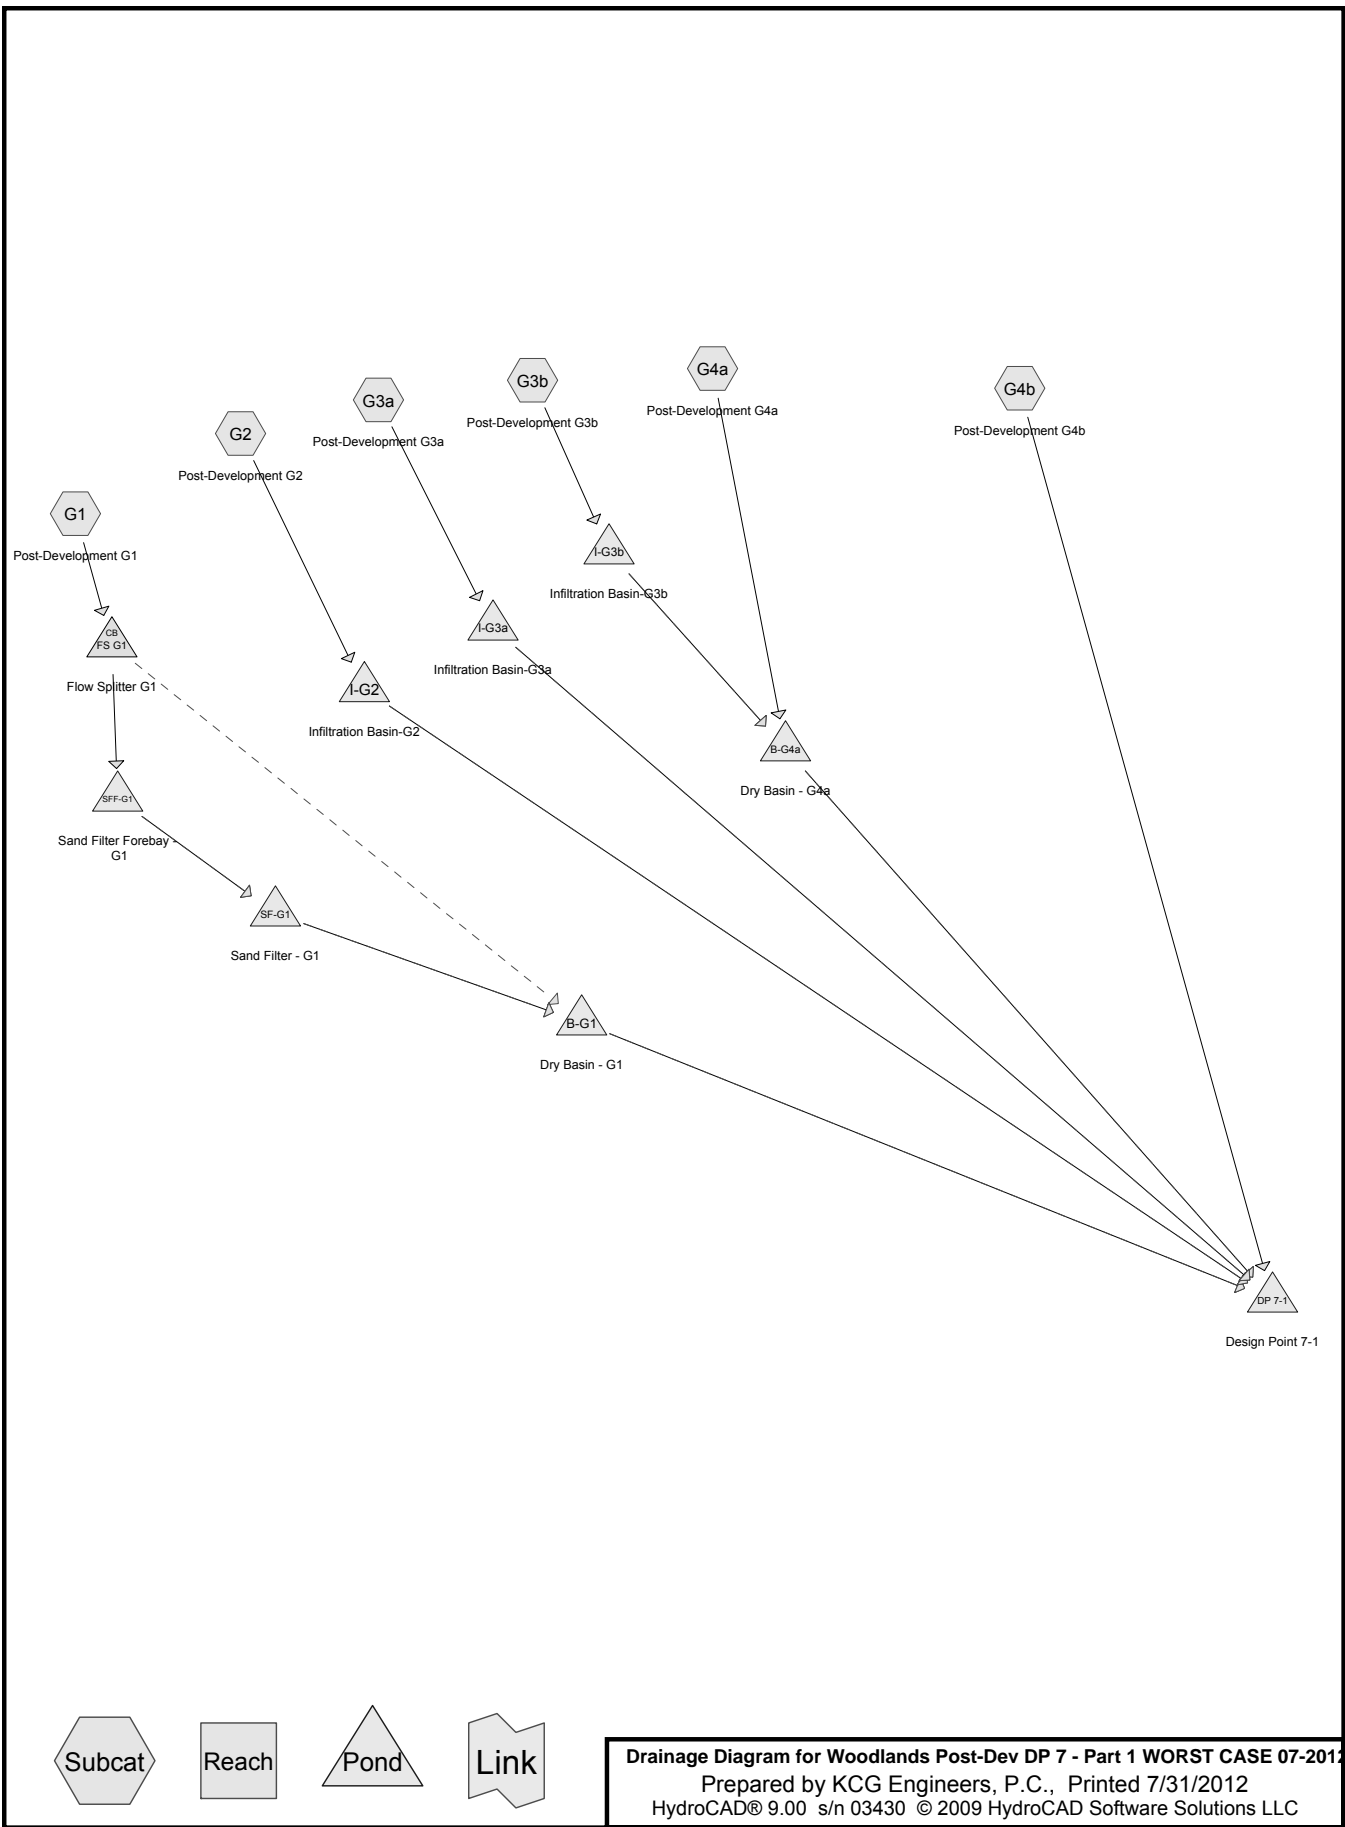 G4a
G3b
G4b
G3a
Post-Development G4a
Post-Development G3b
Post-Development G4b
G2
Post-Development G3a
Post-Development G2
G1
I-G3b
Post-Development G1
Infiltration Basin-G3b
I-G3a
CB
FS G1
Infiltration Basin-G3a
Flow Splitter G1
I-G2
Infiltration Basin-G2
B-G4a
Dry Basin - G4a
SFF-G1
Sand Filter Forebay -
G1
SF-G1
Sand Filter - G1
B-G1
Dry Basin - G1
DP 7-1
Design Point 7-1
Subcat
Reach
Pond
Link
Drainage Diagram for Woodlands Post-Dev DP 7 - Part 1 WORST CASE 07-2012
Prepared by KCG Engineers, P.C., Printed 7/31/2012
HydroCAD® 9.00 s/n 03430 © 2009 HydroCAD Software Solutions LLC